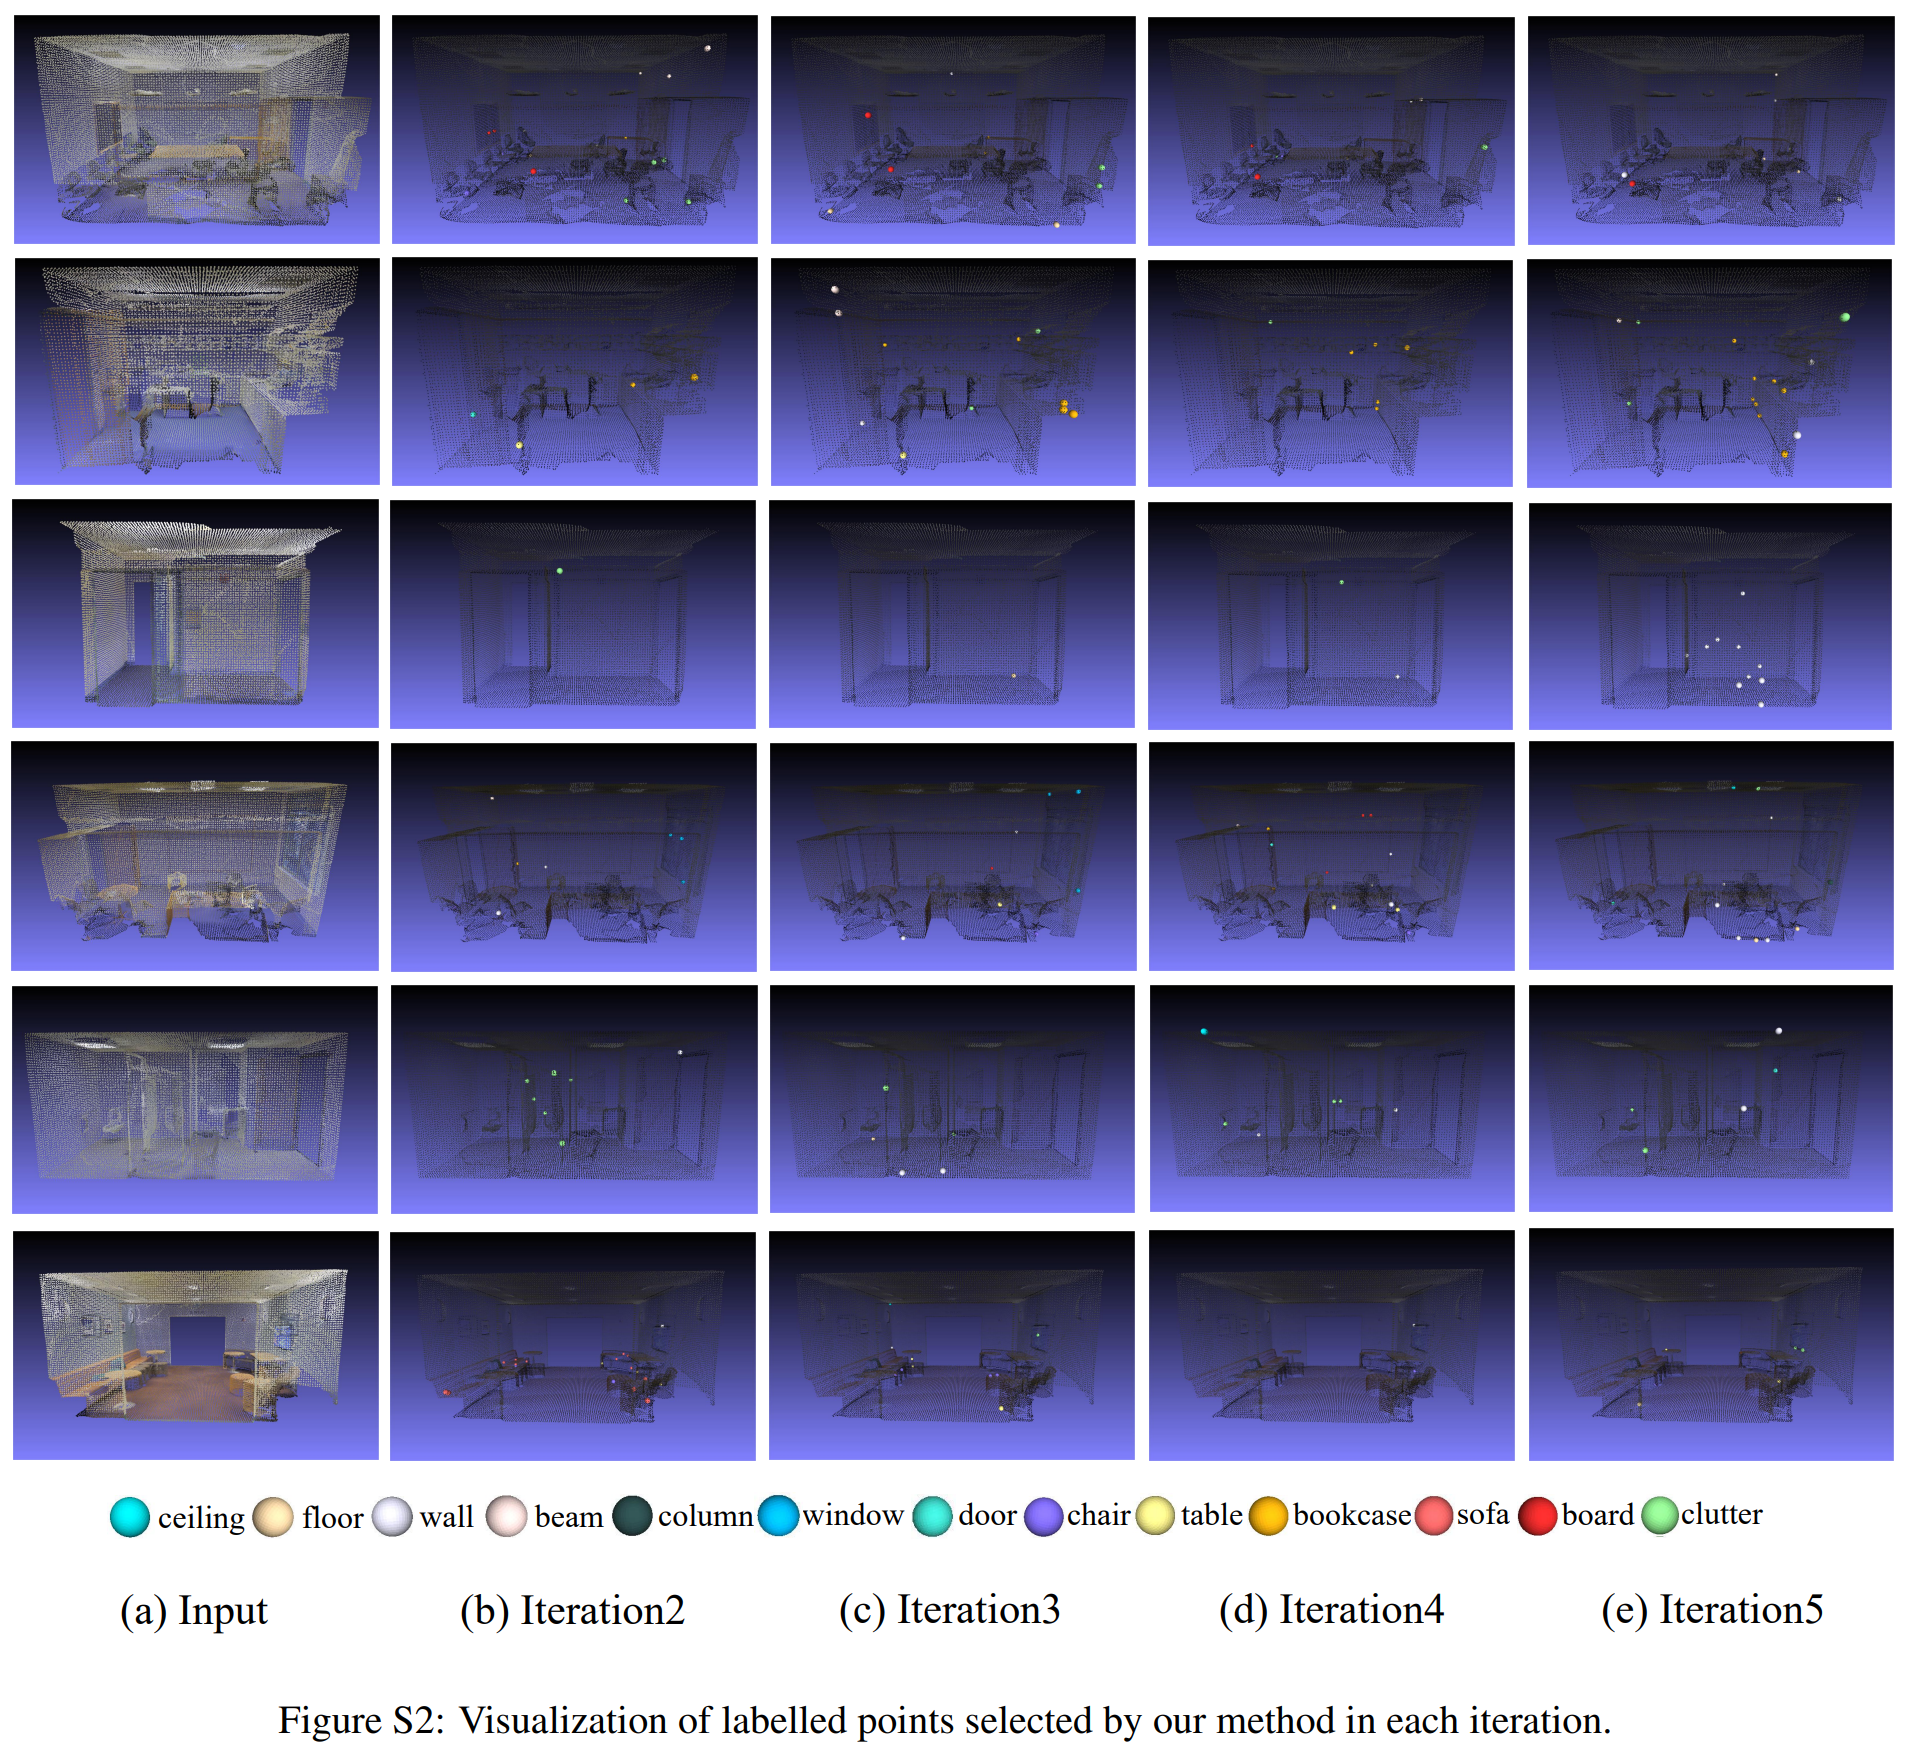 ceiling floor wall beam column window door chair table bookcase sofa board clutter
(a) Input (b) Iteration2 (c) Iteration3 (d) Iteration4 (e) Iteration5
Figure S2: Visualization of labelled points selected by our method in each iteration.